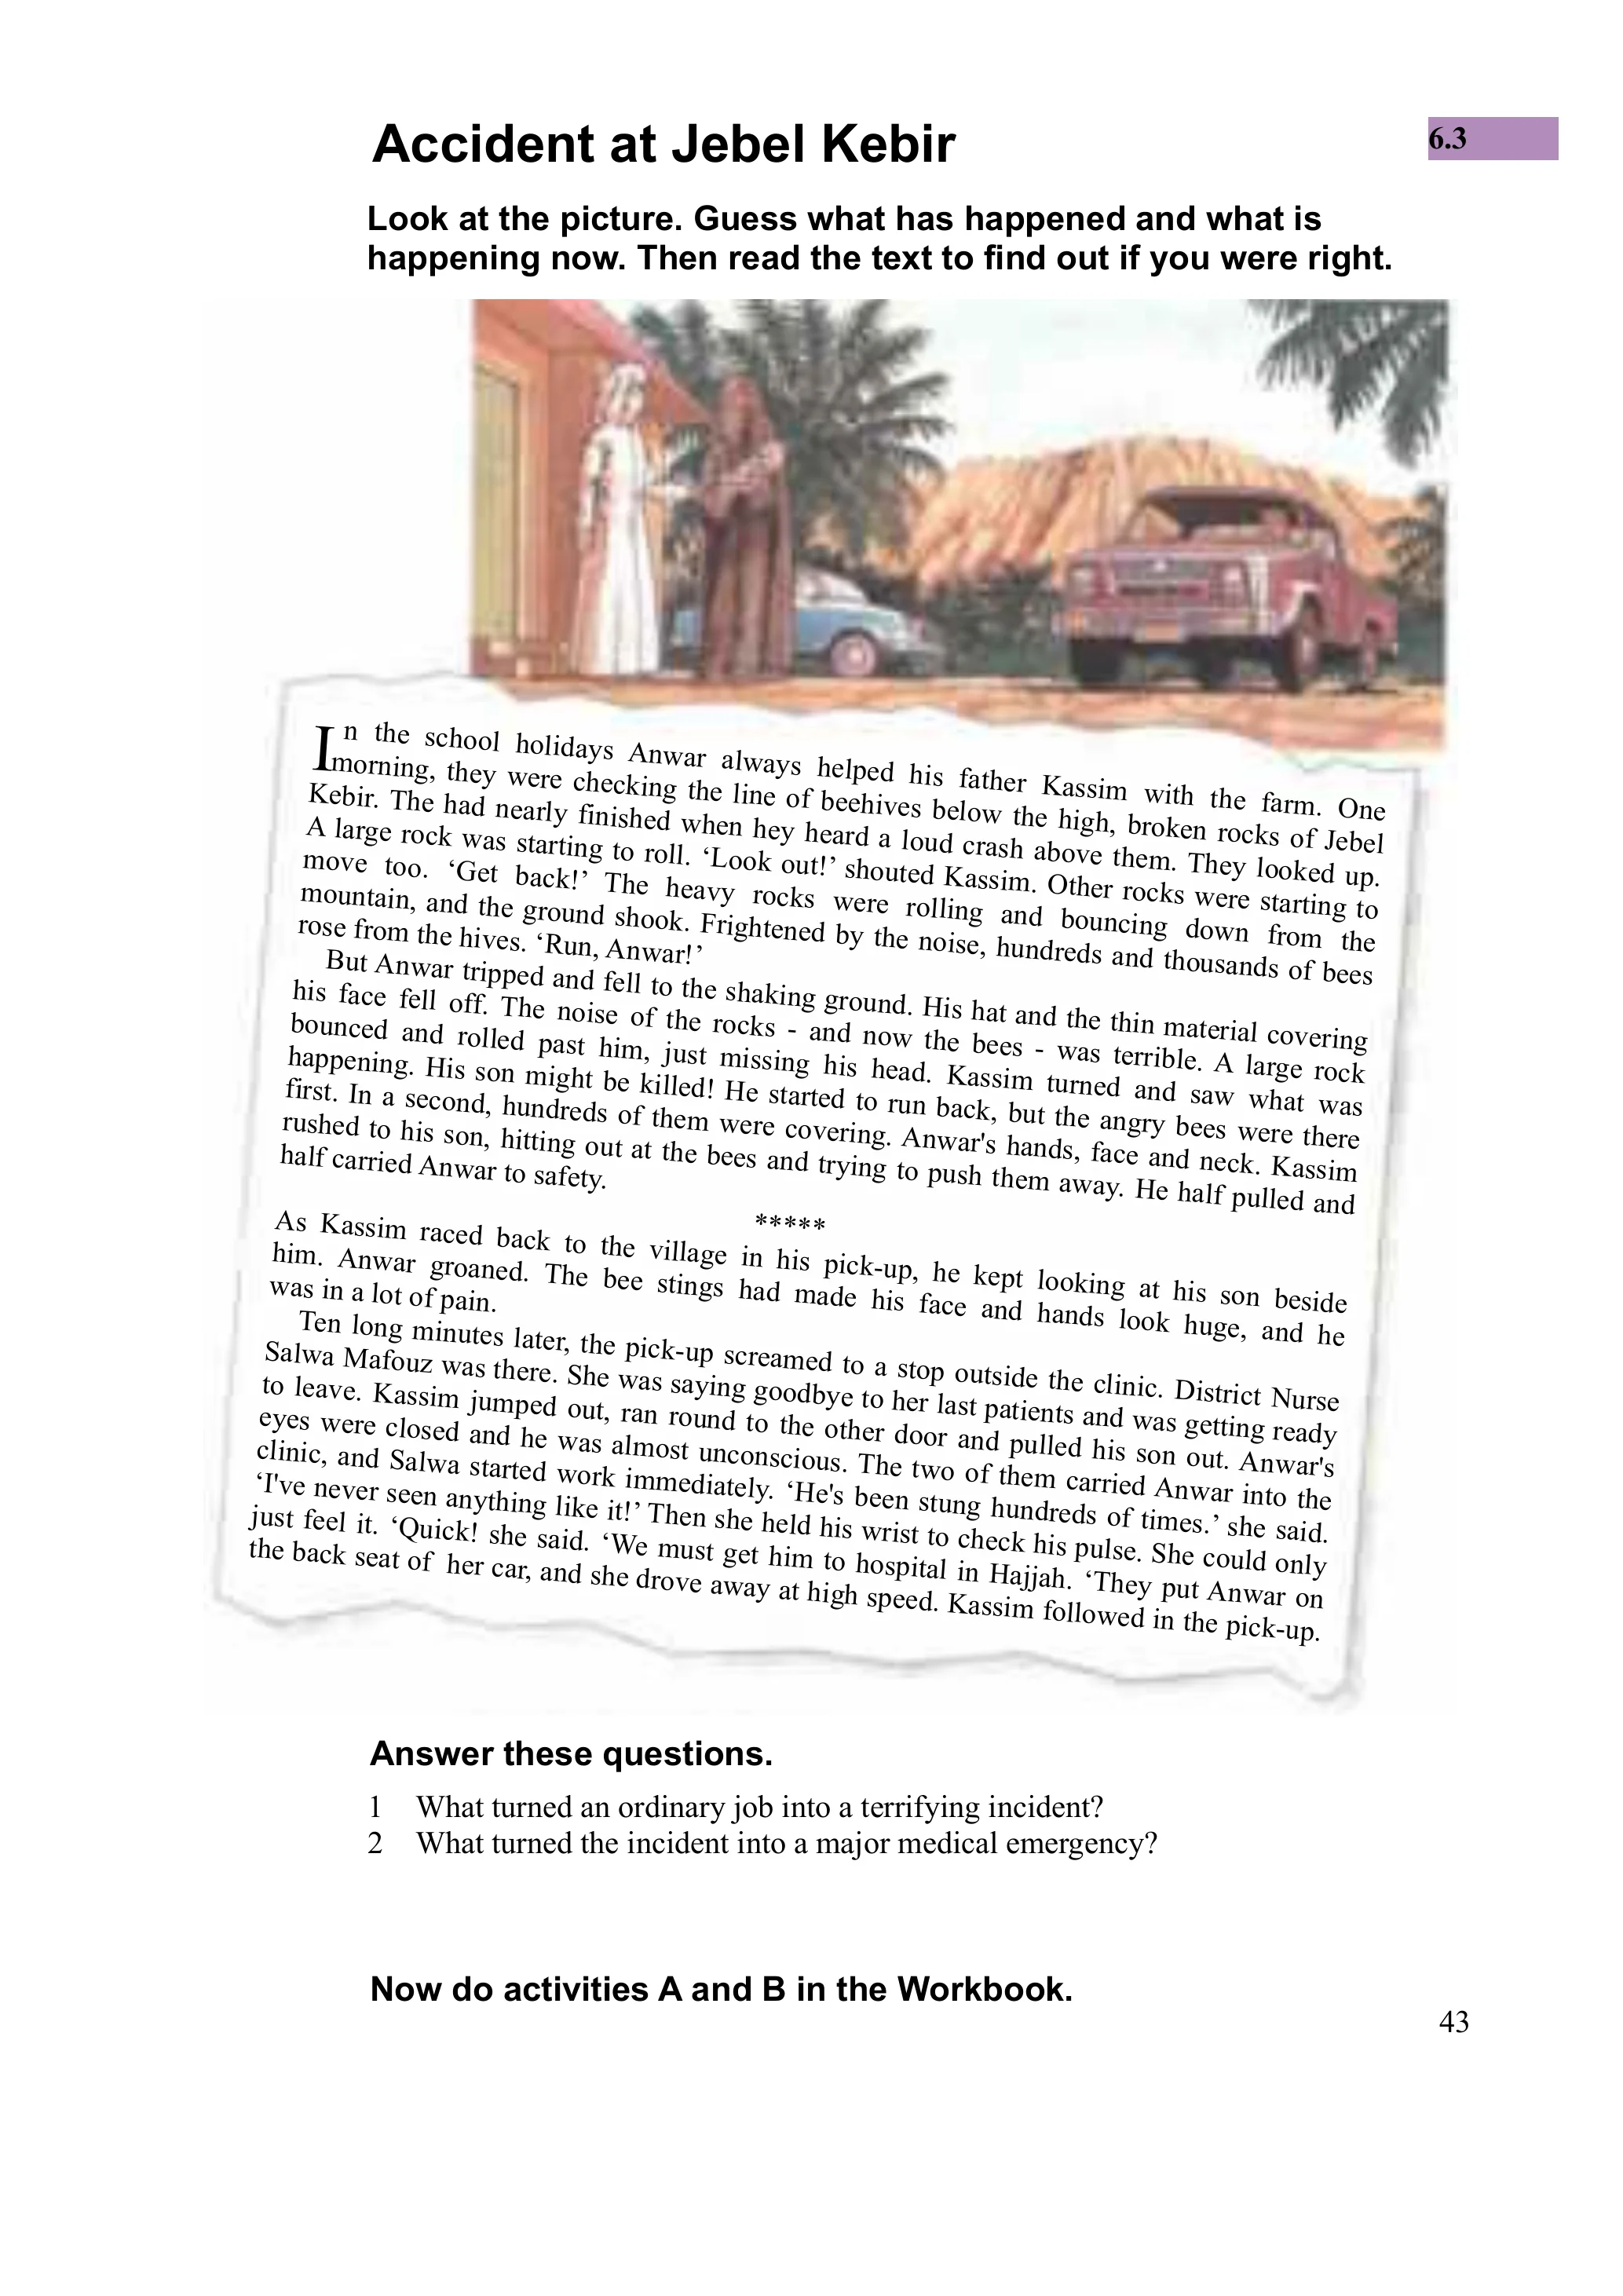 Accident at Jebel Kebir
6.3
Look at the picture. Guess what has happened and what is
happening now. Then read the text to find out if you were right.
In the school holidays Anwar always helped his father Kassim with the farm. One
morning, they were checking the line of beehives below the high, broken rocks of Jebel
Kebir. The had nearly finished when hey heard a loud crash above them. They looked up.
A large rock was starting to roll. ‘Look out!’ shouted Kassim. Other rocks were starting to
move too. ‘Get back!’ The heavy rocks were rolling and bouncing down from the
mountain, and the ground shook. Frightened by the noise, hundreds and thousands of bees
rose from the hives. ‘Run, Anwar!’
But Anwar tripped and fell to the shaking ground. His hat and the thin material covering
his face fell off. The noise of the rocks - and now the bees - was terrible. A large rock
bounced and rolled past him, just missing his head. Kassim turned and saw what was
happening. His son might be killed! He started to run back, but the angry bees were there
first. In a second, hundreds of them were covering. Anwar's hands, face and neck. Kassim
rushed to his son, hitting out at the bees and trying to push them away. He half pulled and
half carried Anwar to safety.
*****
As Kassim raced back to the village in his pick-up, he kept looking at his son beside
him. Anwar groaned. The bee stings had made his face and hands look huge, and he
was in a lot of pain.
Ten long minutes later, the pick-up screamed to a stop outside the clinic. District Nurse
Salwa Mafouz was there. She was saying goodbye to her last patients and was getting ready
to leave. Kassim jumped out, ran round to the other door and pulled his son out. Anwar's
eyes were closed and he was almost unconscious. The two of them carried Anwar into the
clinic, and Salwa started work immediately. ‘He's been stung hundreds of times.’ she said.
‘I've never seen anything like it!’ Then she held his wrist to check his pulse. She could only
just feel it. ‘Quick! she said. ‘We must get him to hospital in Hajjah. ‘They put Anwar on
the back seat of her car, and she drove away at high speed. Kassim followed in the pick-up.
Answer these questions.
1 What turned an ordinary job into a terrifying incident?
2 What turned the incident into a major medical emergency?
Now do activities A and B in the Workbook.
43